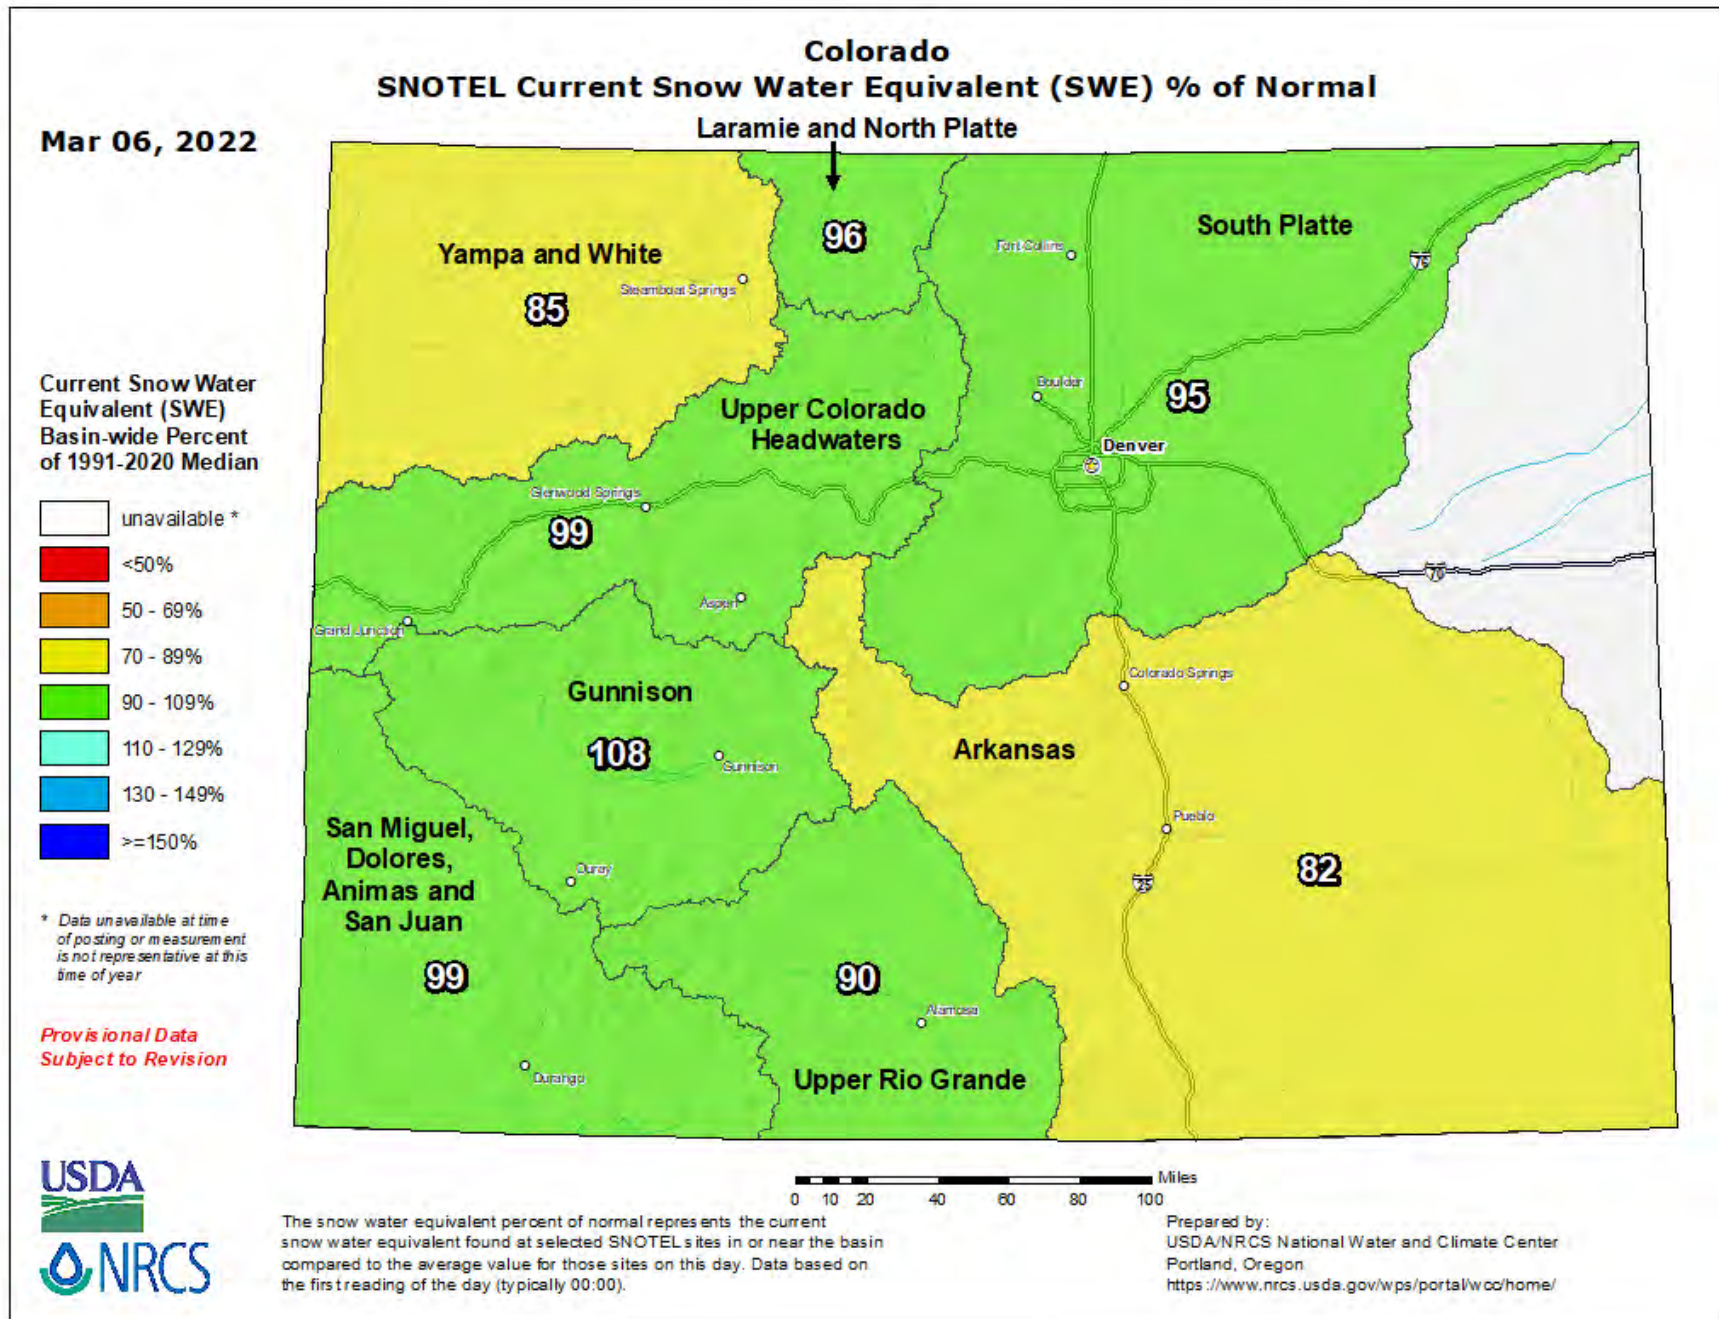 Colorado
SNOTEL Current Snow Water Equivalent (SWE) % of Normal
Mar 06, 2022
Laramie and North Platte
96
South Platte
Fort Collins
76
Yampa and White
Steamboat Springs
85
Current Snow Water
Equivalent (SWE)
Basin-wide Percent
of 1991-2020 Median
unavailable *
<50%
50 - 69%
70 - 89%
90 - 109%
110 - 129%
130 - 149%
>=150%
* Data unavailable at time
of posting or measurement
is not representative at this
time of year
Provisional Data
Subject to Revision
Boulder
95
Upper Colorado
Headwaters
Denver
Glenwood Springs
99
70
Aspen
Grand Junction
Colorado Springs
Gunnison
108
Gunnison
Arkansas
Pueblo
San Miguel,
Dolores,
Animas and
San Juan
Ouray
82
25
99
90
Alamosa
Durango
Upper Rio Grande
Miles
0 10 20 40 60 80 100
USDA
NRCS
The snow water equivalent percent of normal represents the current
snow water equivalent found at selected SNOTEL sites in or near the basin
compared to the average value for those sites on this day. Data based on
the first reading of the day (typically 00:00).
Prepared by:
USDA/NRCS National Water and Climate Center
Portland, Oregon
https://www.nrcs.usda.gov/wps/portal/wcc/home/